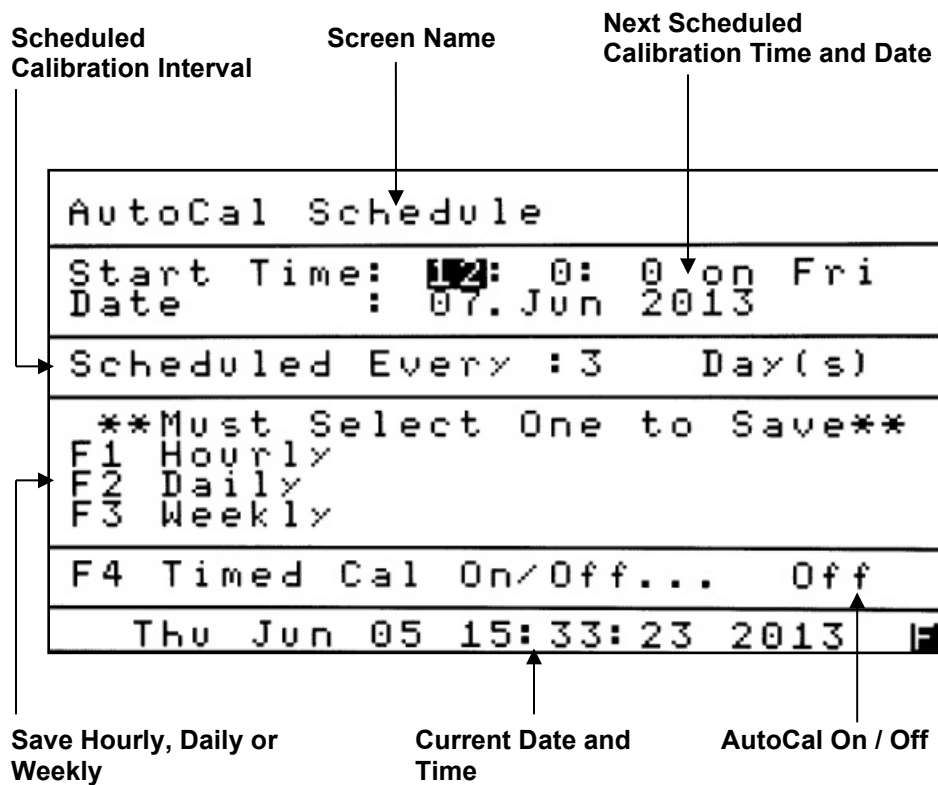 Scheduled
Calibration Interval
Screen Name
Next Scheduled
Calibration Time and Date
AutoCal Schedule
Start Time: 12: 0: 0 on Fri
Date : 07.Jun 2013
Scheduled Every :3 Day(s)
**Must Select One to Save**
F1 Hourly
F2 Daily
F3 Weekly
F4 Timed Cal On/Off... Off
Thu Jun 05 15:33:23 2013 F
Save Hourly, Daily or
Weekly
Current Date and
Time
AutoCal On / Off